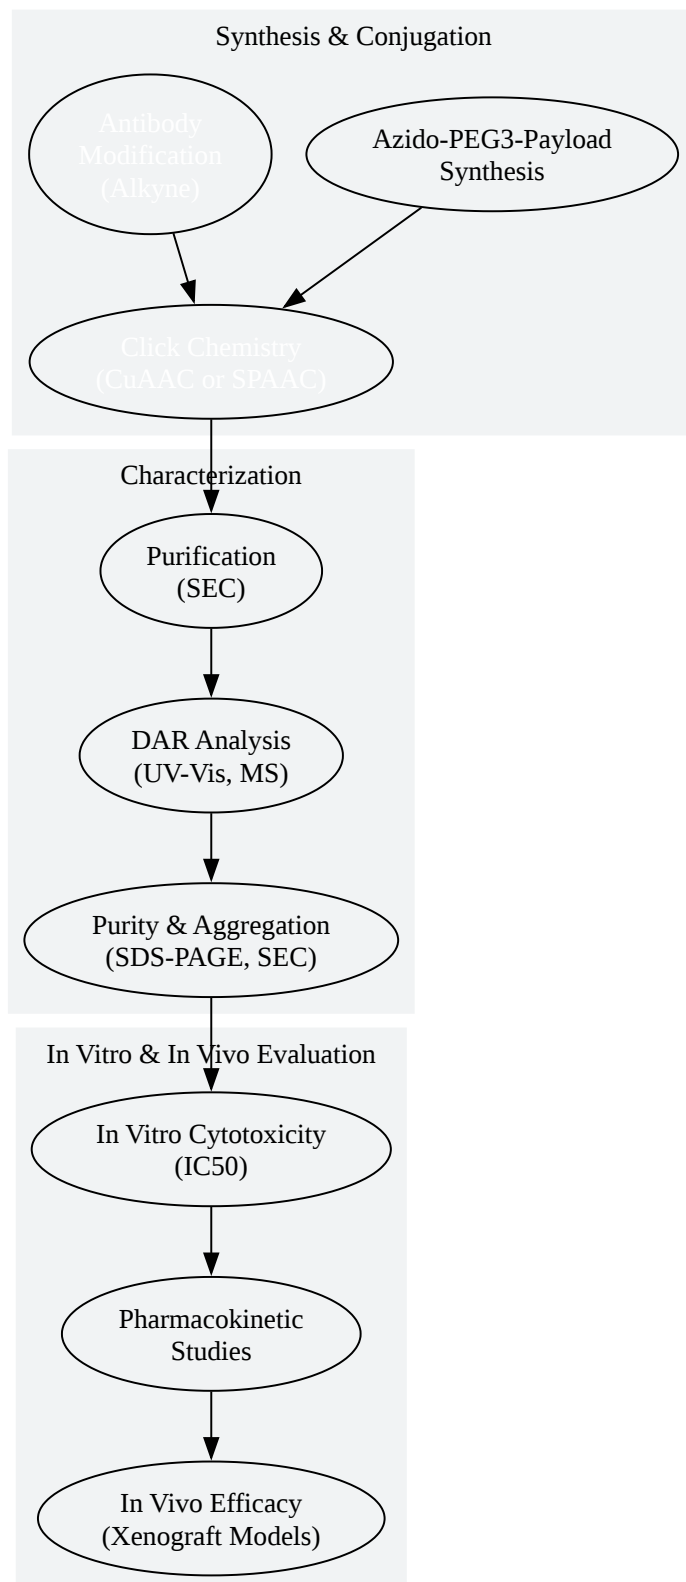 Synthesis & Conjugation
Antibody
Modification
(Alkyne)
Azido-PEG3-Payload
Synthesis
Click Chemistry
(CuAAC or SPAAC)
Characterization
Purification
(SEC)
DAR Analysis
(UV-Vis, MS)
Purity & Aggregation
(SDS-PAGE, SEC)
In Vitro & In Vivo Evaluation
In Vitro Cytotoxicity
(IC50)
Pharmacokinetic
Studies
In Vivo Efficacy
(Xenograft Models)